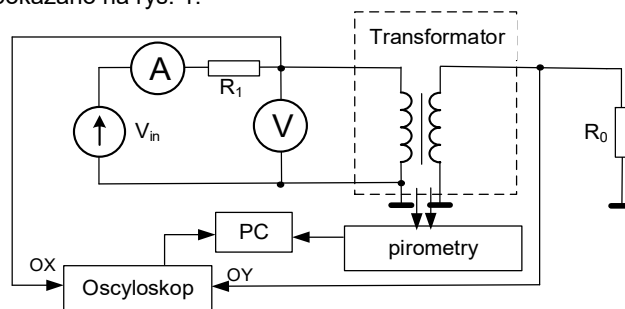 pokazano na rys. 1.
Transformator
A
R1
V
Vin
R0
PC
pirometry
OX
OY
Oscyloskop